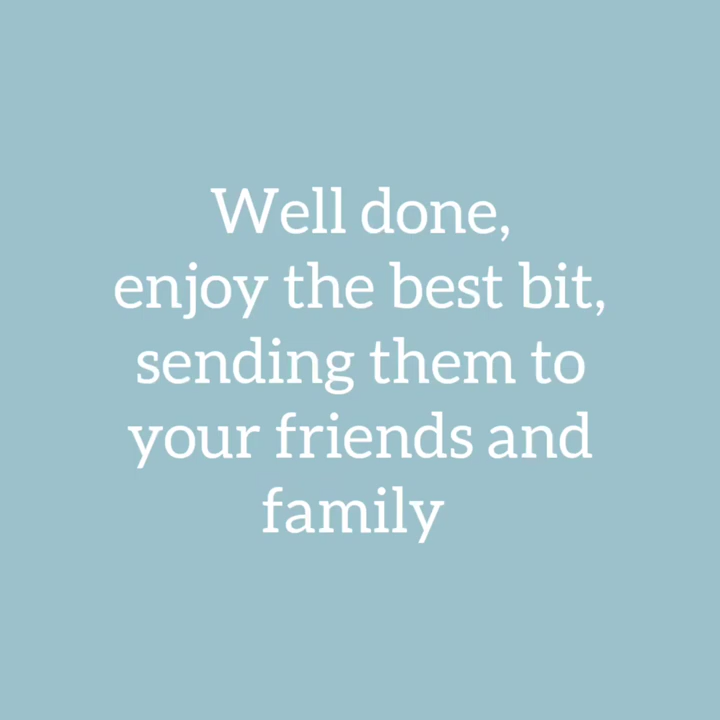 Well done,
enjoy the best bit,
sending them to
your friends and
family